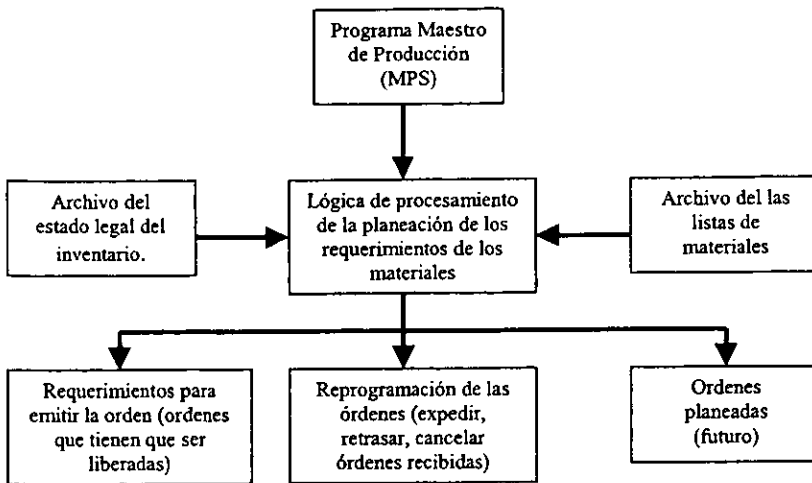 Programa Maestro
de Producción
(MPS)
Archivo del
estado legal del
inventario.
Lógica de procesamiento
de la planeación de los
requerimientos de los
materiales
Archivo del las
listas de
materiales
Requerimientos para
emitir la orden (ordenes
que tienen que ser
liberadas)
Reprogramación de las
órdenes (expedir,
retrasar, cancelar
órdenes recibidas)
Ordenes
planeadas
(futuro)